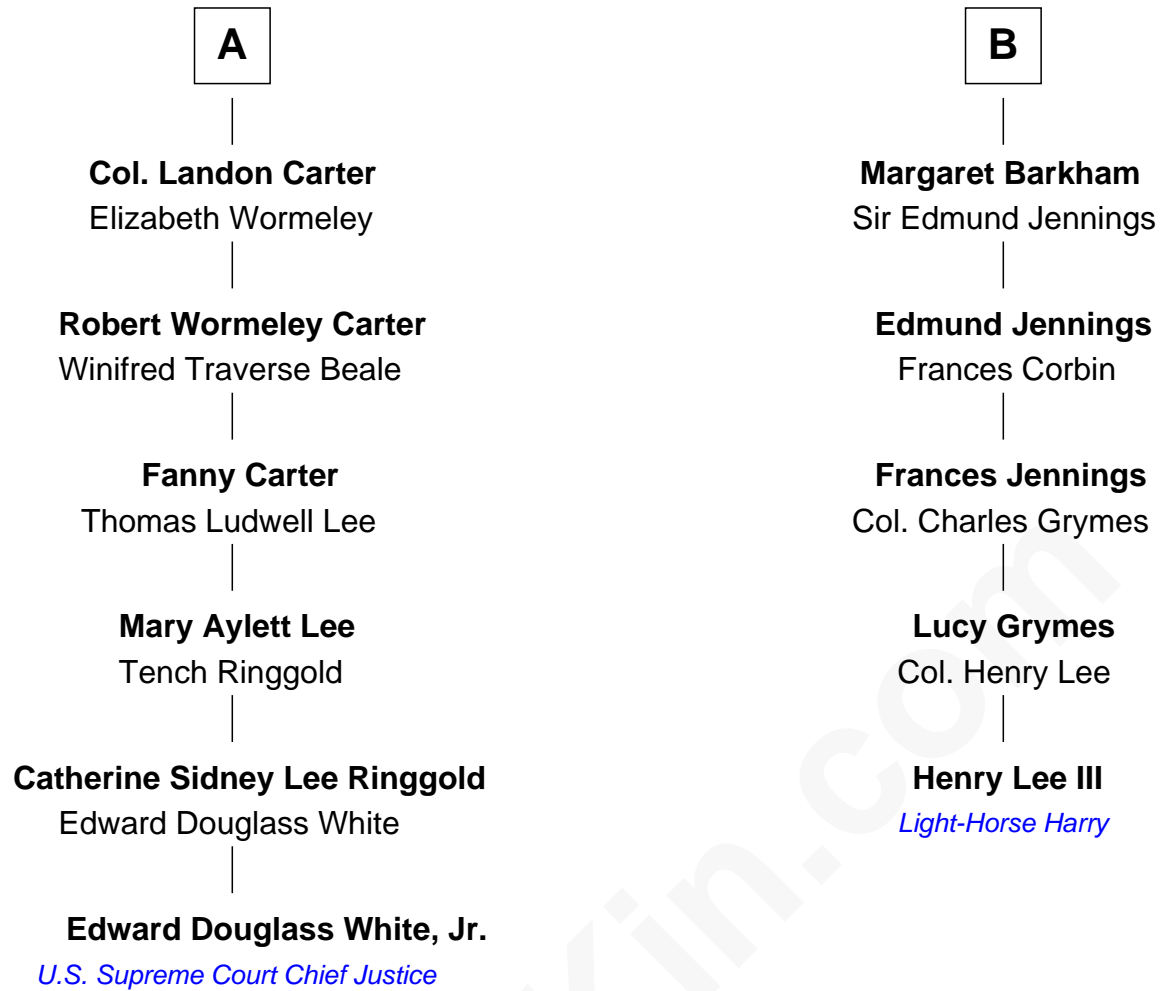 A
Col. Landon Carter
Elizabeth Wormeley
Robert Wormeley Carter
Winifred Traverse Beale
Fanny Carter
Thomas Ludwell Lee
Mary Aylett Lee
Tench Ringgold
Catherine Sidney Lee Ringgold
Edward Douglass White
Edward Douglass White, Jr.
U.S. Supreme Court Chief Justice
B
Margaret Barkham
Sir Edmund Jennings
Edmund Jennings
Frances Corbin
Frances Jennings
Col. Charles Grymes
Lucy Grymes
Col. Henry Lee
Henry Lee III
Light-Horse Harry
Kin.com